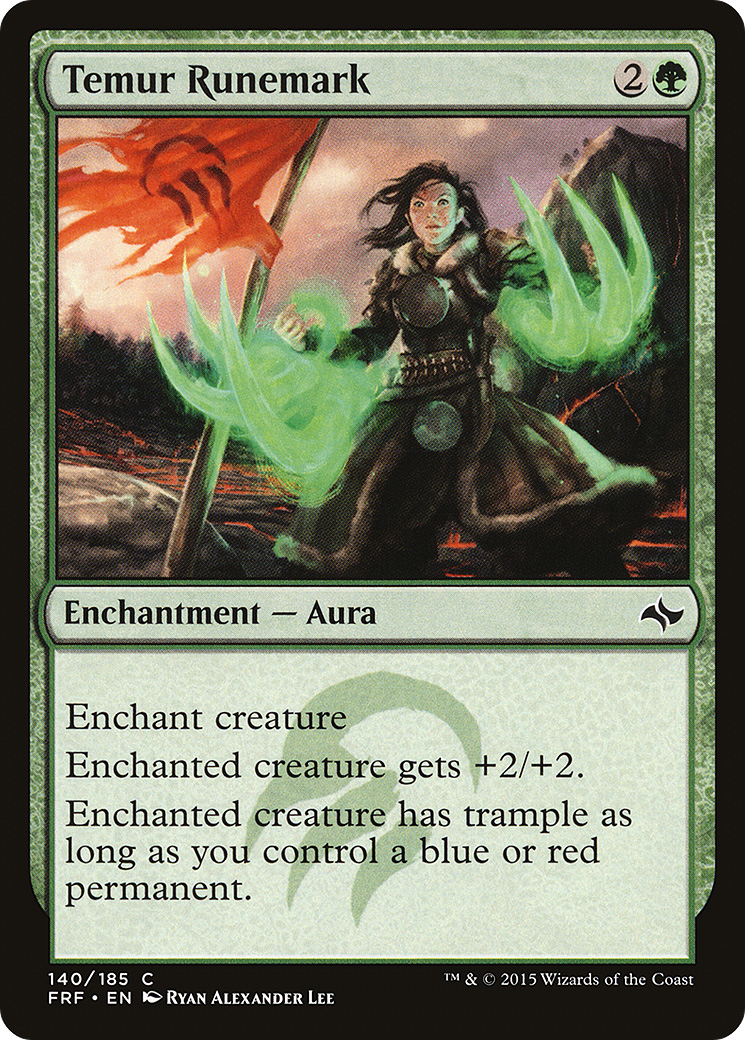 Temur Runemark 2
Enchantment — Aura
Enchant creature
Enchanted creature gets +2/+2.
Enchanted creature has trample as
long as you control a blue or red
permanent.
140/185 C
FRF • EN Ryan Alexander Lee
™ & © 2015 Wizards of the Coast